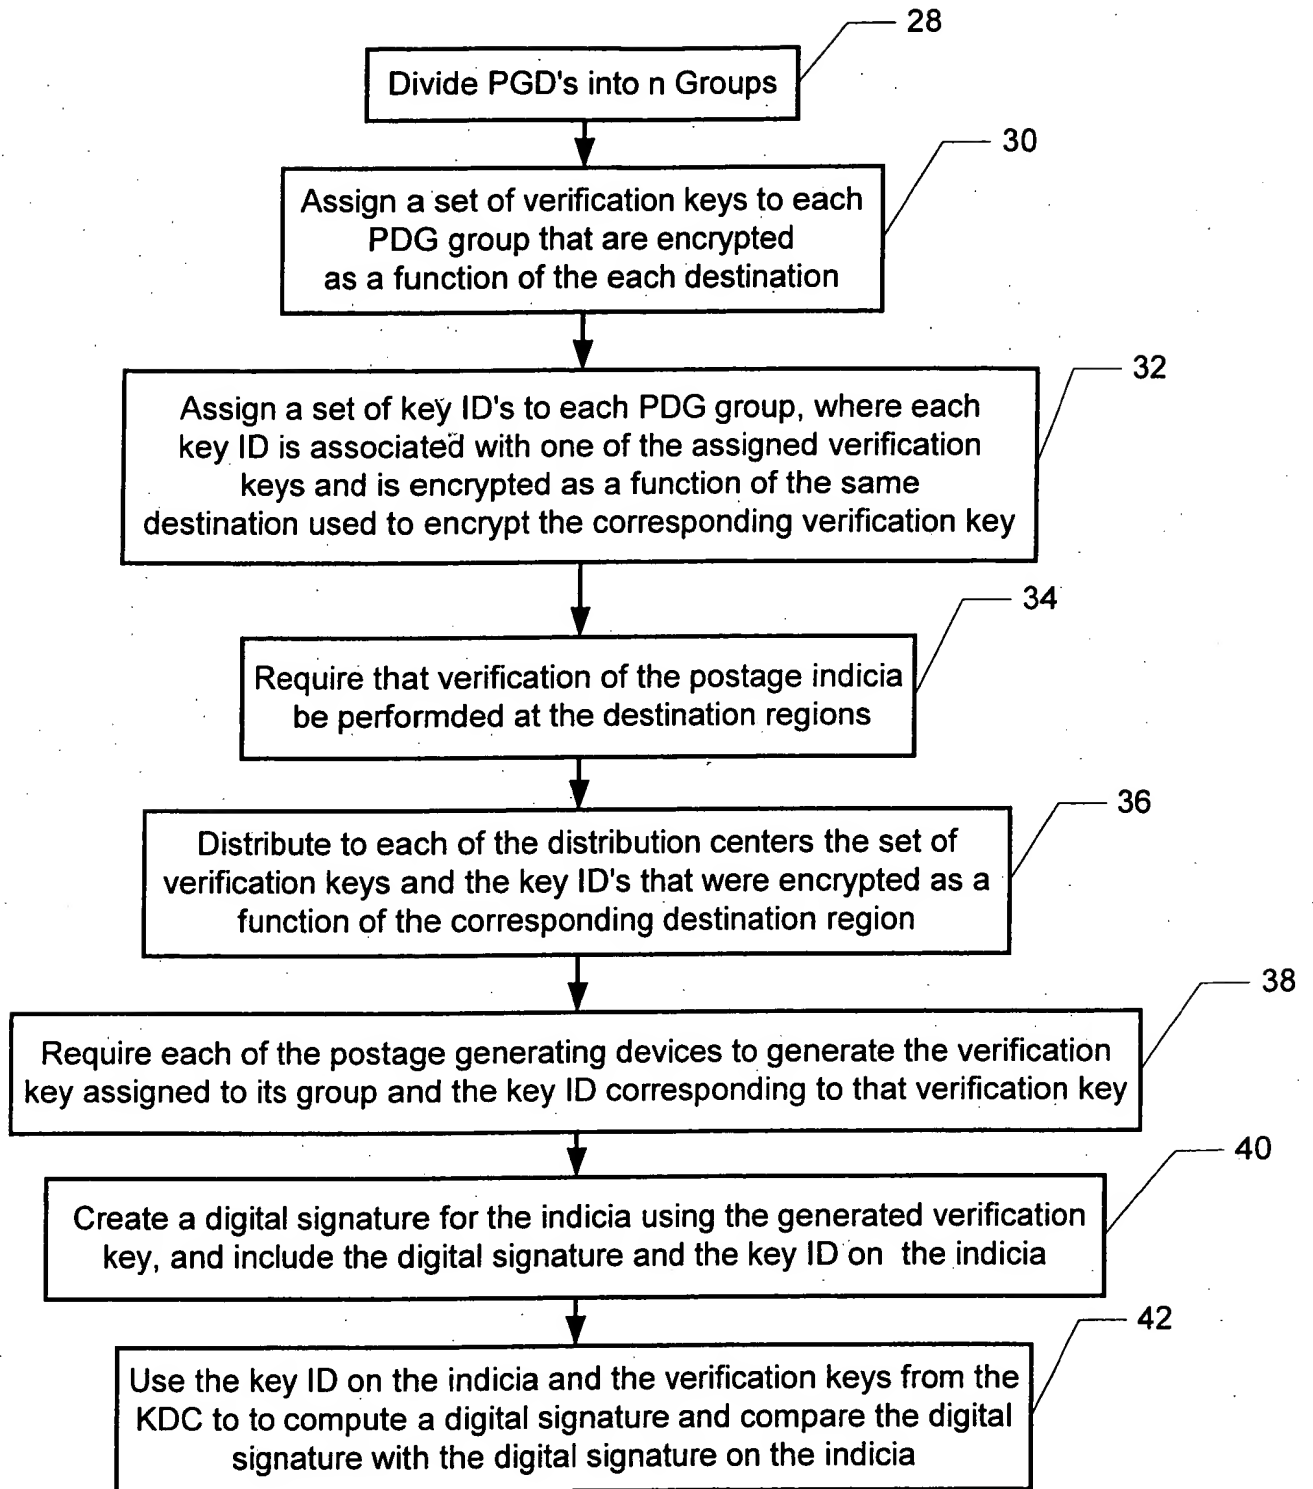 28
Divide PGD's into n Groups
30
Assign a set of verification keys to each
PDG group that are encrypted
as a function of the each destination
32
Assign a set of key ID's to each PDG group, where each
key ID is associated with one of the assigned verification
keys and is encrypted as a function of the same
destination used to encrypt the corresponding verification key
34
Require that verification of the postage indicia
be performded at the destination regions
36
Distribute to each of the distribution centers the set of
verification keys and the key ID's that were encrypted as a
function of the corresponding destination region
38
Require each of the postage generating devices to generate the verification
key assigned to its group and the key ID corresponding to that verification key
40
Create a digital signature for the indicia using the generated verification
key, and include the digital signature and the key ID on the indicia
42
Use the key ID on the indicia and the verification keys from the
KDC to to compute a digital signature and compare the digital
signature with the digital signature on the indicia